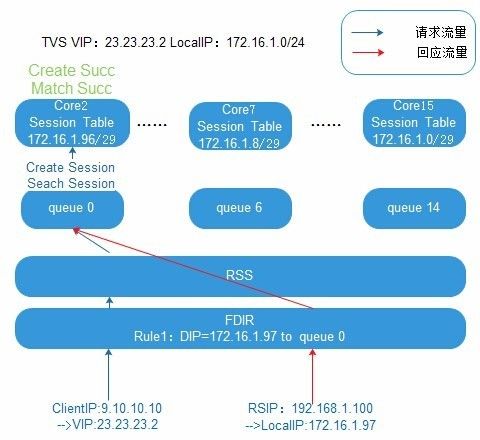 请求流量
回应流量
TVS VIP：23.23.23.2 LocalIP：172.16.1.0/24
Create Succ
Match Succ
Core2
Session Table
172.16.1.96/29
......
Core7
Session Table
172.16.1.8/29
......
Core15
Session Table
172.16.1.0/29
Create Session
Seach Session
queue 0
queue 6
queue 14
RSS
FDIR
Rule1：DIP=172.16.1.97 to queue 0
ClientIP:9.10.10.10
-->VIP:23.23.23.2
RSIP：192.168.1.100
-->LocalIP:172.16.1.97